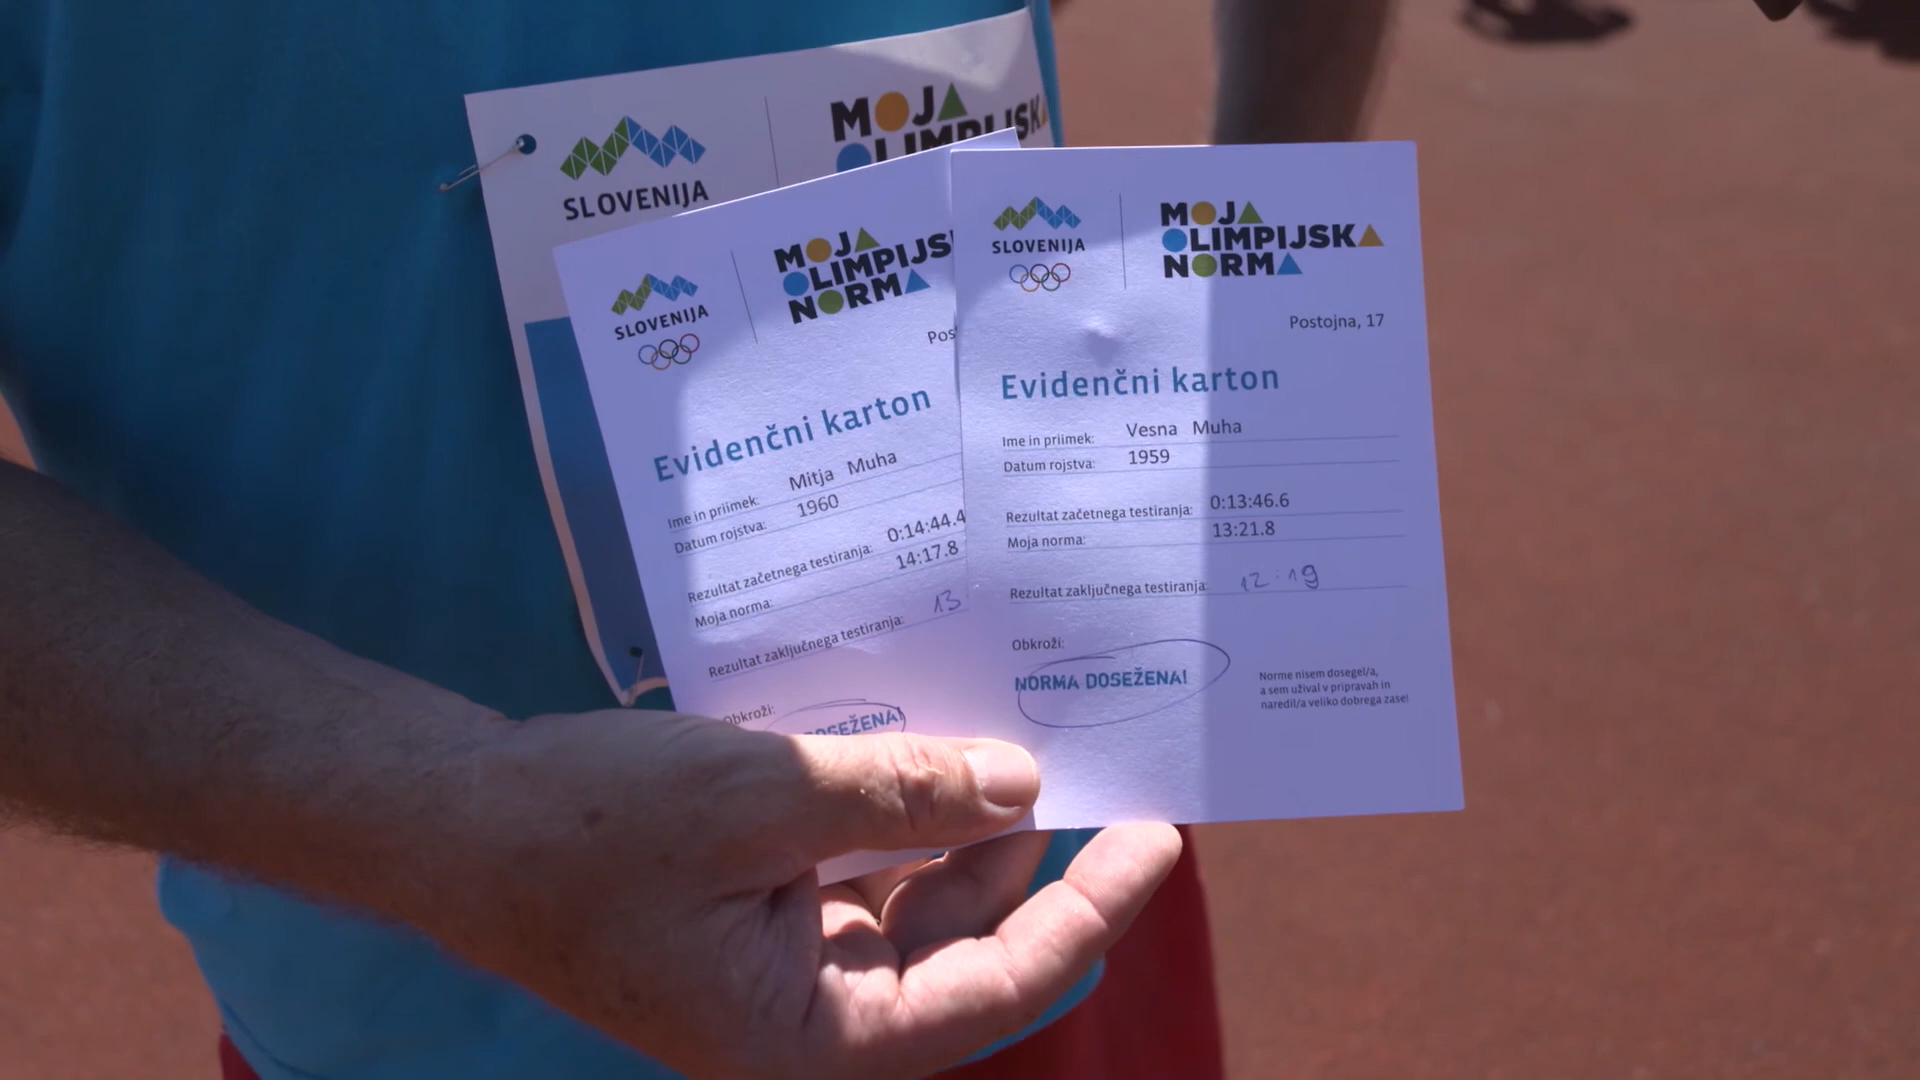 SLOVENIJA
MOJA
OLIMPIJSKA
SLOVENIJA
MOJA
OLIMPIJS
NORMA
Pos
Evidenčni karton
Ime in priimek: Mitja Muha
Datum rojstva: 1960
Rezultat začetnega testiranja: 0:14:44.4
Moja norma: 14:17.8
Rezultat zaključnega testiranja: 13
Obkroži:
DOSEŽENA!
SLOVENIJA
MOJA
OLIMPIJSKA
NORMA
Postojna, 17
Evidenčni karton
Ime in priimek: Vesna Muha
Datum rojstva: 1959
Rezultat začetnega testiranja: 0:13:46.6
Moja norma: 13:21.8
Rezultat zaključnega testiranja: 12:19
Obkroži:
NORMA DOSEŽENA!
Norme nisem dosegel/a,
a sem užival v pripravah in
naredil/a veliko dobrega zase!